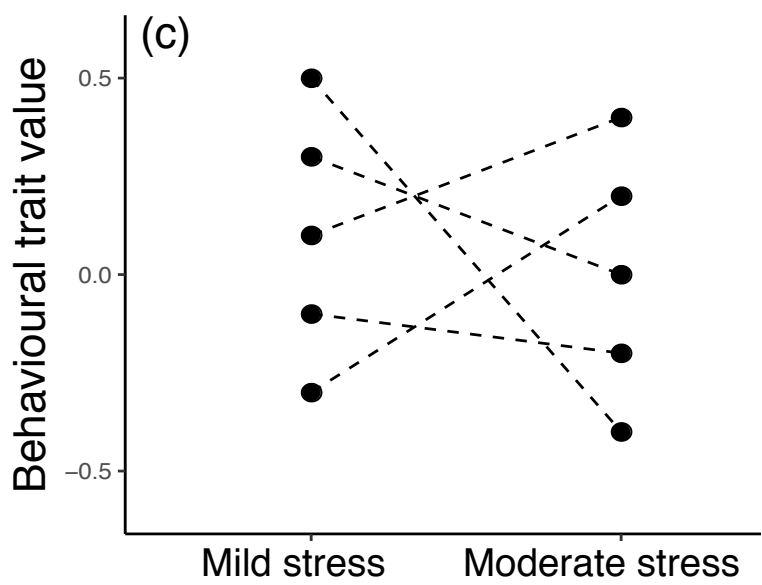 (c)
Behavioural trait value
0.5
0.0
−0.5
Mild stress
Moderate stress